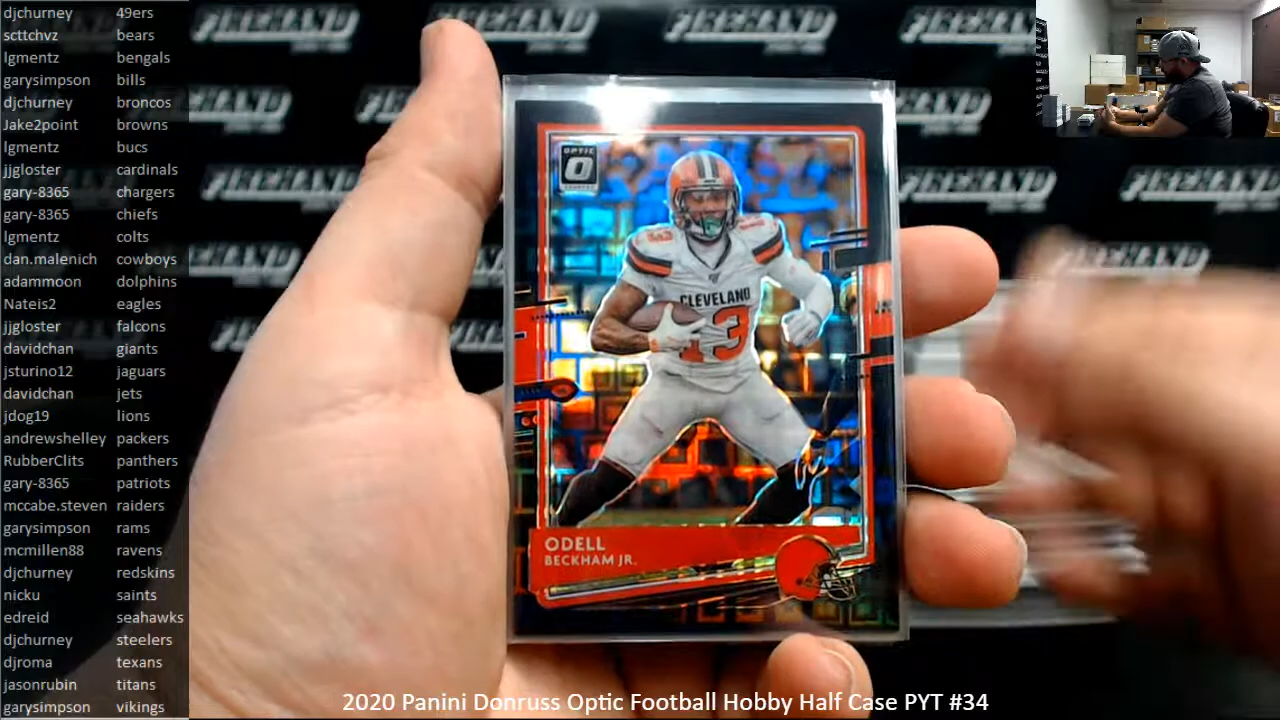 djchurney 49ers
scttchvz bears
lgmentz bengals
garysimpson bills
djchurney broncos
Jake2point browns
lgmentz bucs
jjgloster cardinals
gary-8365 chargers
gary-8365 chiefs
lgmentz colts
dan.malenich cowboys
adammoon dolphins
Nateis2 eagles
jjgloster falcons
davidchan giants
jsturino12 jaguars
davidchan jets
jdog19 lions
andrewshelley packers
RubberClits panthers
gary-8365 patriots
mccabe.steven raiders
garysimpson rams
mcmillen88 ravens
djchurney redskins
nicku saints
edreid seahawks
djchurney steelers
djroma texans
jasonrubin titans
garysimpson vikings
FIREHAND
FIREHAND
FIREHAND
FIREHAND
OPTIC
CLEVELAND
13
ODELL
BECKHAM JR.
2020 Panini Donruss Optic Football Hobby Half Case PYT #34